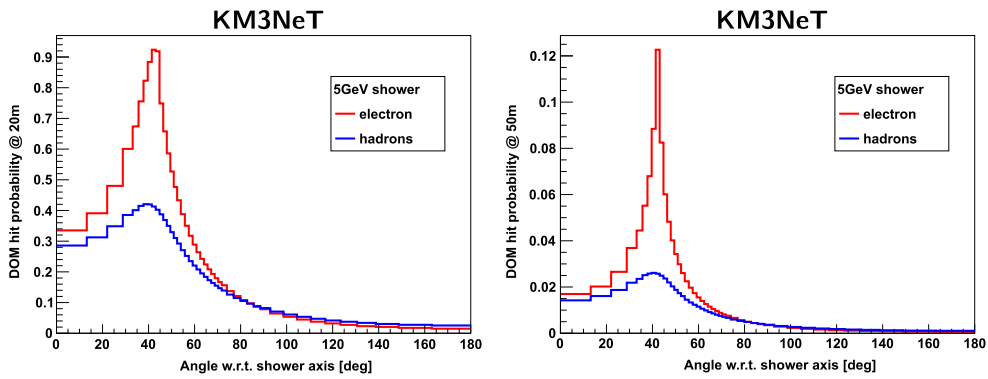 KM3NeT
DOM hit probability @ 20m
0.9
0.8
0.7
0.6
0.5
0.4
0.3
0.2
0.1
0
5GeV shower
electron
hadrons
0 20 40 60 80 100 120 140 160 180
Angle w.r.t. shower axis [deg]
KM3NeT
DOM hit probability @ 50m
0.12
0.1
0.08
0.06
0.04
0.02
0
5GeV shower
electron
hadrons
0 20 40 60 80 100 120 140 160 180
Angle w.r.t. shower axis [deg]